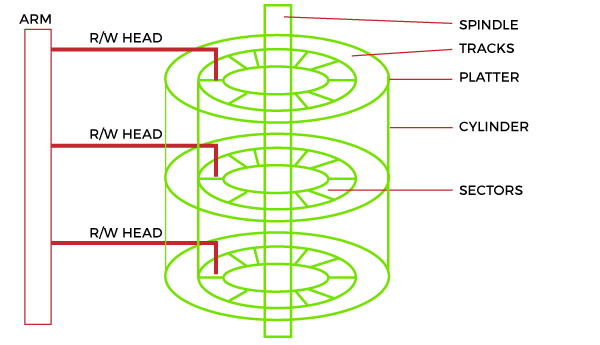 ARM
R/W HEAD
SPINDLE
TRACKS
PLATTER
R/W HEAD
CYLINDER
SECTORS
R/W HEAD